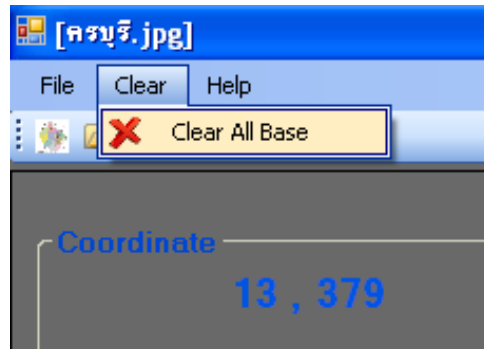 [ครบุรี.jpg]
File Clear Help
Clear All Base
Coordinate
13 , 379